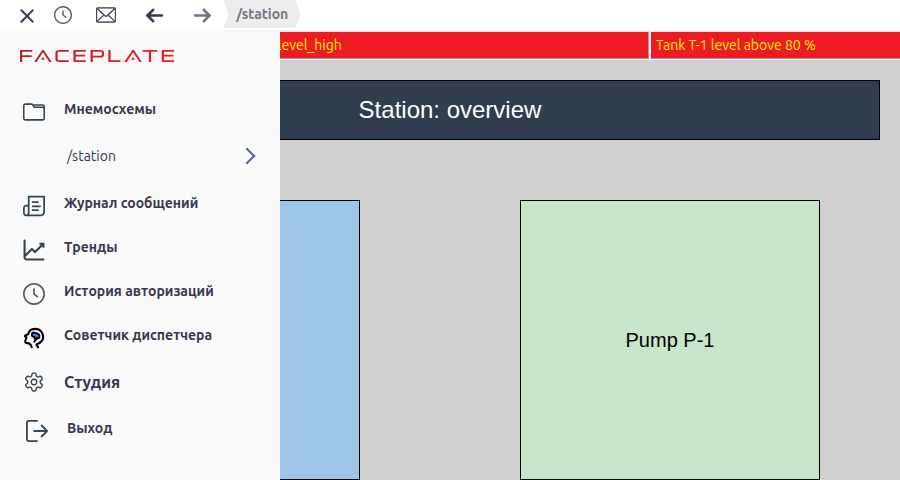 /station
FACEPLATE
Мнемосхемы
/station
Журнал сообщений
Тренды
История авторизаций
Советчик диспетчера
Студия
Выход
level_high
Tank T-1 level above 80 %
Station: overview
Pump P-1